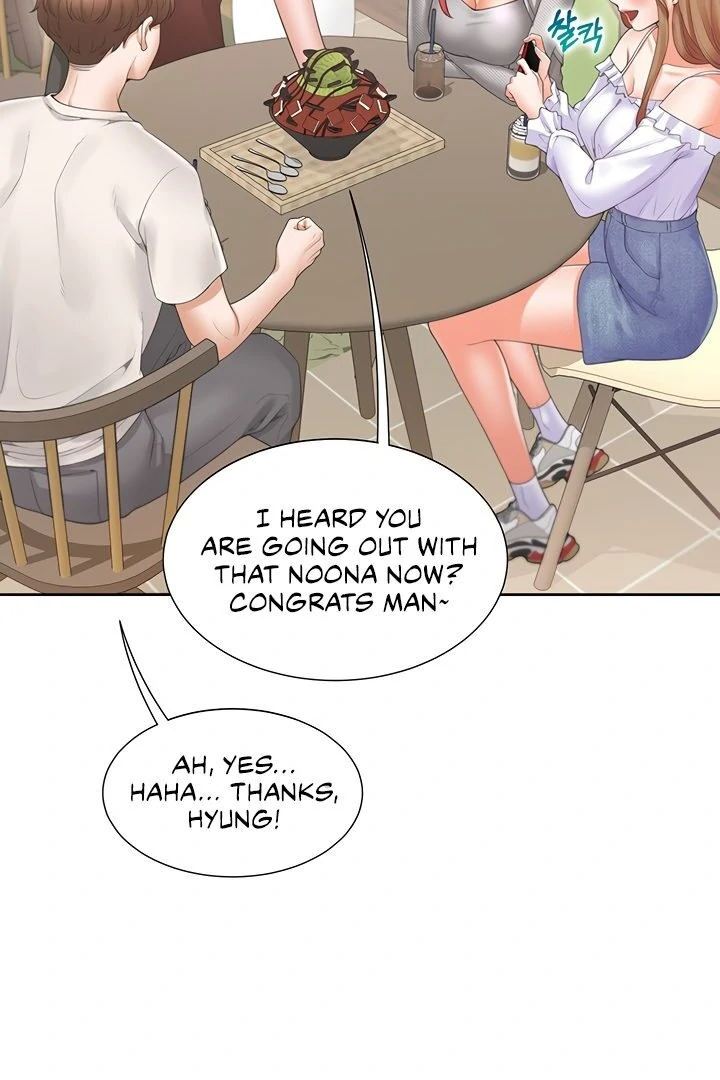 찰칵
I HEARD YOU
ARE GOING OUT WITH
THAT NOONA NOW?
CONGRATS MAN~
AH, YES...
HAHA... THANKS,
HYUNG!